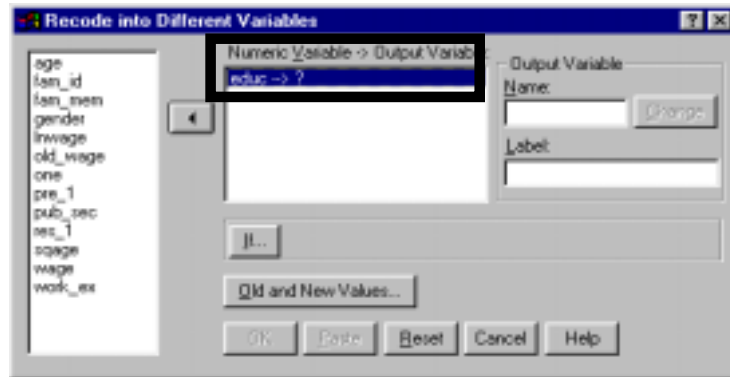 Recode into Different Variables
age
fam_id
fam_mem
gender
lnwage
old_wage
one
pre_1
pub_sec
res_1
sqage
wage
work_ex
Numeric Variable -> Output Variable:
educ --> ?
Output Variable
Name:
Change
Label:
If...
Old and New Values...
OK
Paste
Reset
Cancel
Help